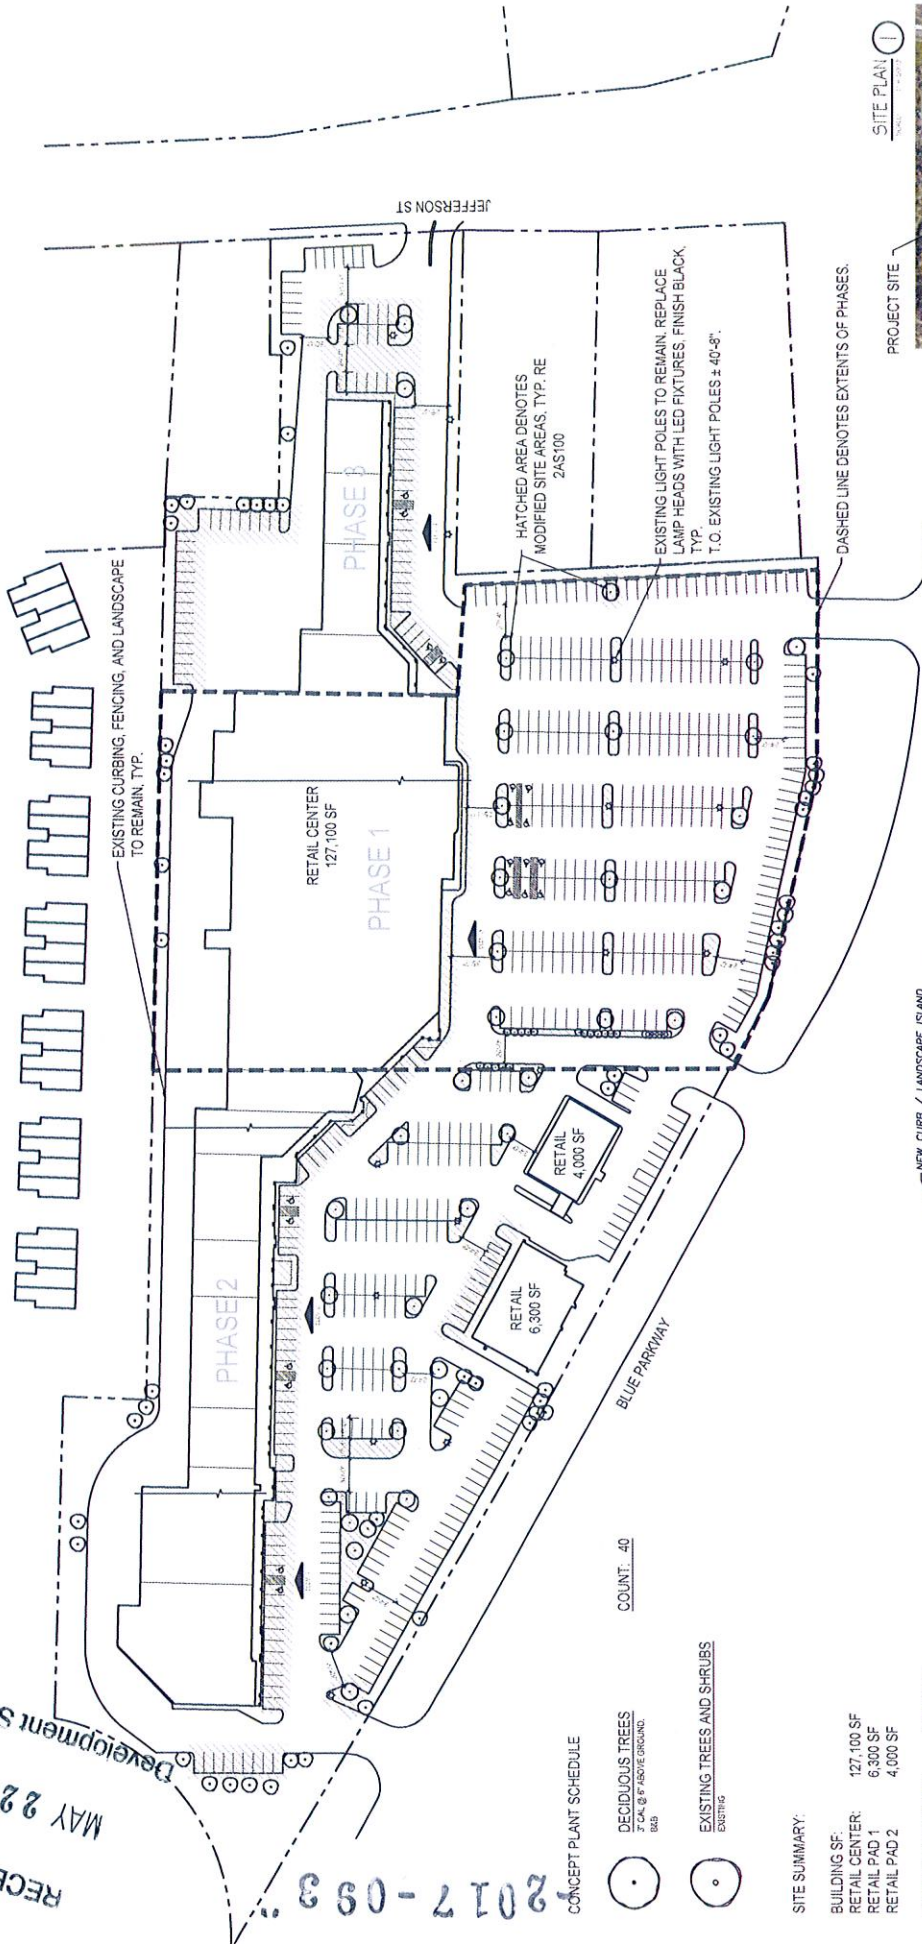 SITE PLAN 1
JEFFERSON ST
PROJECT SITE
EXISTING CURBING, FENCING, AND LANDSCAPE
TO REMAIN, TYP.
HATCHED AREA DENOTES
MODIFIED SITE AREAS, TYP. RE
2AS100
EXISTING LIGHT POLES TO REMAIN. REPLACE
LAMP HEADS WITH LED FIXTURES, FINISH BLACK,
TYP.
T.O. EXISTING LIGHT POLES ± 40'-8".
DASHED LINE DENOTES EXTENTS OF PHASES.
PHASE 3
RETAIL CENTER
127,100 SF
PHASE 1
PHASE 2
RETAIL
4,000 SF
RETAIL
6,300 SF
BLUE PARKWAY
NEW CURB / LANDSCAPE ISLAND
CONCEPT PLANT SCHEDULE
DECIDUOUS TREES
3" CAL @ 6" ABOVE GROUND.
B&B
COUNT: 40
EXISTING TREES AND SHRUBS
EXISTING
SITE SUMMARY:
BUILDING SF:
RETAIL CENTER: 127,100 SF
RETAIL PAD 1 6,300 SF
RETAIL PAD 2 4,000 SF
RECE
MAY 22
Development S
2017-093"